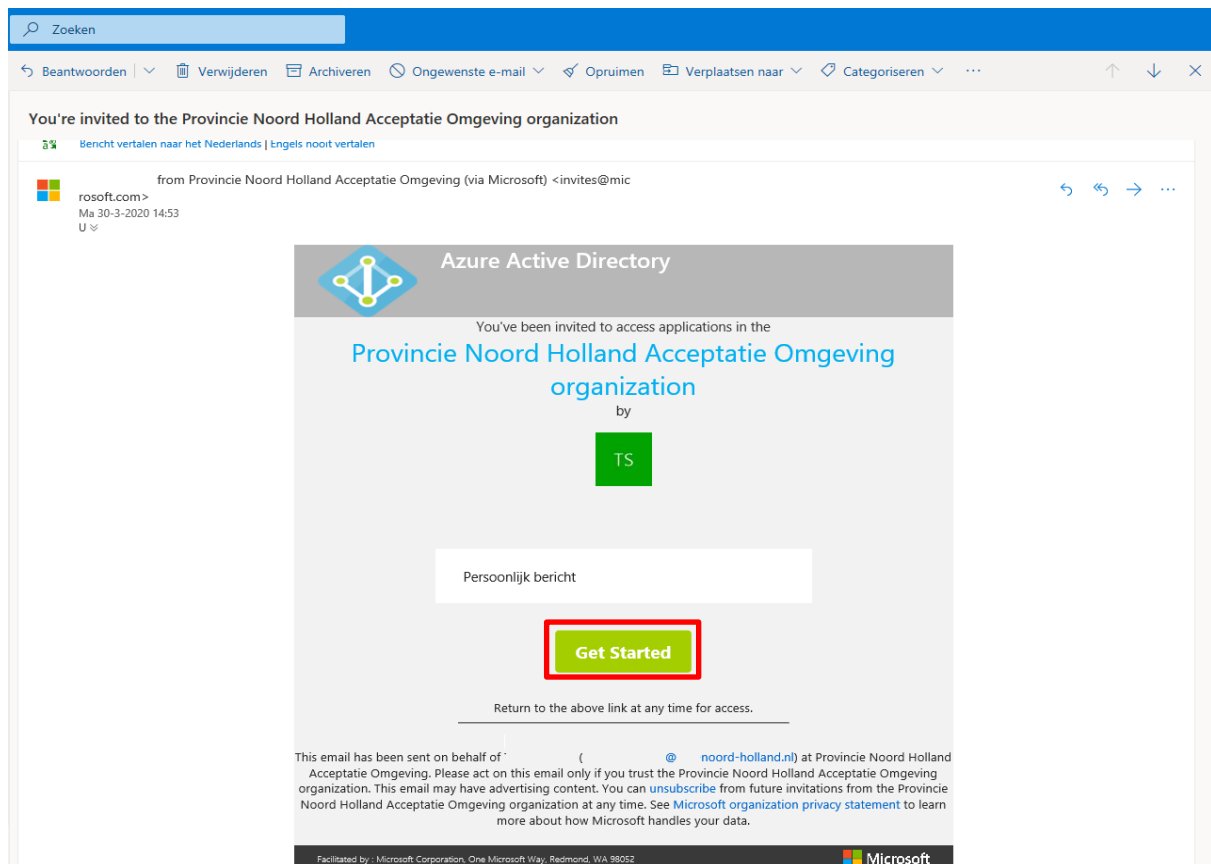 Zoeken
Beantwoorden Verwijderen Archiveren Ongewenste e-mail Opruimen Verplaatsen naar Categoriseren ...
You're invited to the Provincie Noord Holland Acceptatie Omgeving organization
Bericht vertalen naar het Nederlands | Engels nooit vertalen
from Provincie Noord Holland Acceptatie Omgeving (via Microsoft) <invites@mic
rosoft.com>
Ma 30-3-2020 14:53
U
Azure Active Directory
You've been invited to access applications in the
Provincie Noord Holland Acceptatie Omgeving
organization
by
TS
Persoonlijk bericht
Get Started
Return to the above link at any time for access.
This email has been sent on behalf of ( @ noord-holland.nl) at Provincie Noord Holland
Acceptatie Omgeving. Please act on this email only if you trust the Provincie Noord Holland Acceptatie Omgeving
organization. This email may have advertising content. You can unsubscribe from future invitations from the Provincie
Noord Holland Acceptatie Omgeving organization at any time. See Microsoft organization privacy statement to learn
more about how Microsoft handles your data.
Facilitated by : Microsoft Corporation, One Microsoft Way, Redmond, WA 98052
Microsoft